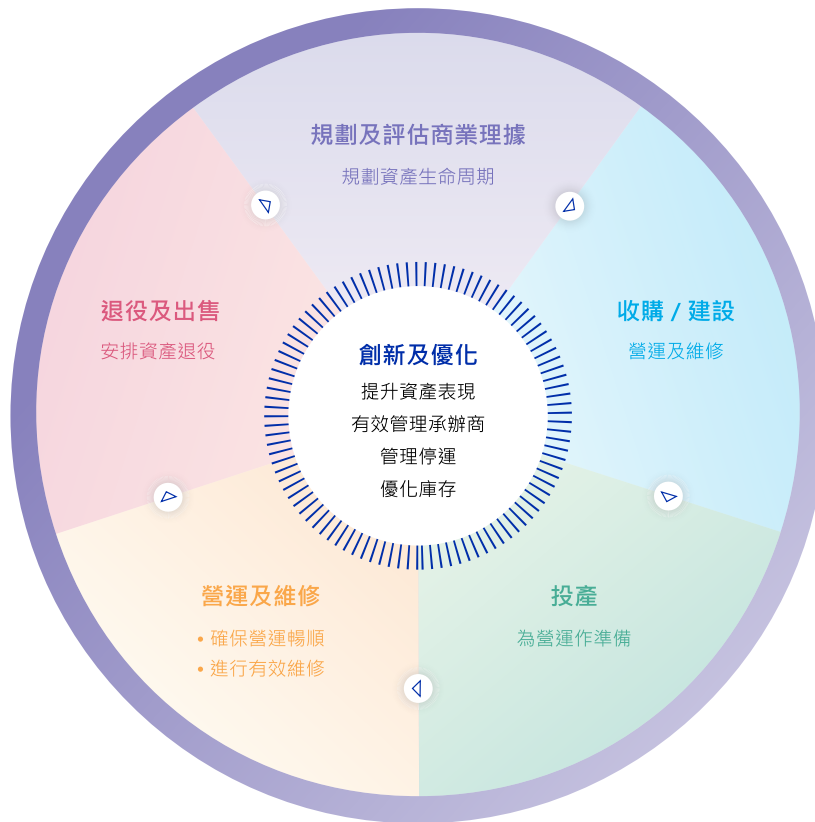 規劃及評估商業理據
規劃資產生命周期
收購 / 建設
營運及維修
投產
為營運作準備
營運及維修
• 確保營運暢順
• 進行有效維修
退役及出售
安排資產退役
創新及優化
提升資產表現
有效管理承辦商
管理停運
優化庫存